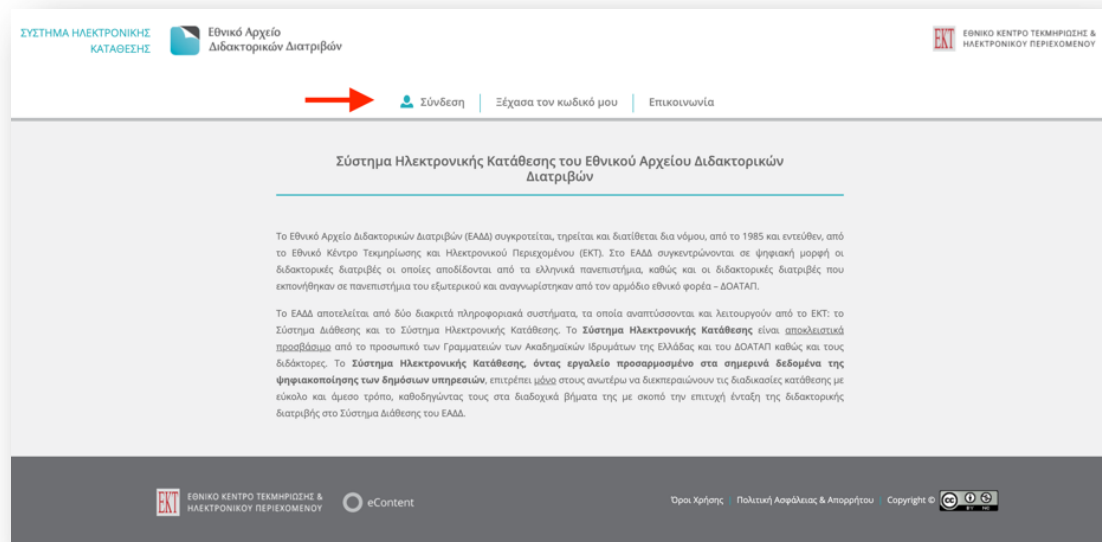 ΣΥΣΤΗΜΑ ΗΛΕΚΤΡΟΝΙΚΗΣ
ΚΑΤΑΘΕΣΗΣ
Εθνικό Αρχείο
Διδακτορικών Διατριβών
EKT
ΕΘΝΙΚΟ ΚΕΝΤΡΟ ΤΕΚΜΗΡΙΩΣΗΣ &
ΗΛΕΚΤΡΟΝΙΚΟΥ ΠΕΡΙΕΧΟΜΕΝΟΥ
Σύνδεση
Ξέχασα τον κωδικό μου
Επικοινωνία
Σύστημα Ηλεκτρονικής Κατάθεσης του Εθνικού Αρχείου Διδακτορικών
Διατριβών
Το Εθνικό Αρχείο Διδακτορικών Διατριβών (ΕΑΔΔ) συγκροτείται, τηρείται και διατίθεται δια νόμου, από το 1985 και εντεύθεν, από
το Εθνικό Κέντρο Τεκμηρίωσης και Ηλεκτρονικού Περιεχομένου (ΕΚΤ). Στο ΕΑΔΔ συγκεντρώνονται σε ψηφιακή μορφή οι
διδακτορικές διατριβές οι οποίες αποδίδονται από τα ελληνικά πανεπιστήμια, καθώς και οι διδακτορικές διατριβές που
εκπονήθηκαν σε πανεπιστήμια του εξωτερικού και αναγνωρίστηκαν από τον αρμόδιο εθνικό φορέα – ΔΟΑΤΑΠ.
Το ΕΑΔΔ αποτελείται από δύο διακριτά πληροφοριακά συστήματα, τα οποία αναπτύσσονται και λειτουργούν από το ΕΚΤ: το
Σύστημα Διάθεσης και το Σύστημα Ηλεκτρονικής Κατάθεσης. Το Σύστημα Ηλεκτρονικής Κατάθεσης είναι αποκλειστικά
προσβάσιμο από το προσωπικό των Γραμματειών των Ακαδημαϊκών Ιδρυμάτων της Ελλάδας και του ΔΟΑΤΑΠ καθώς και τους
διδάκτορες. Το Σύστημα Ηλεκτρονικής Κατάθεσης, όντας εργαλείο προσαρμοσμένο στα σημερινά δεδομένα της
ψηφιακοποίησης των δημόσιων υπηρεσιών, επιτρέπει μόνο στους ανωτέρω να διεκπεραιώνουν τις διαδικασίες κατάθεσης με
εύκολο και άμεσο τρόπο, καθοδηγώντας τους στα διαδοχικά βήματα της με σκοπό την επιτυχή ένταξη της διδακτορικής
διατριβής στο Σύστημα Διάθεσης του ΕΑΔΔ.
EKT
ΕΘΝΙΚΟ ΚΕΝΤΡΟ ΤΕΚΜΗΡΙΩΣΗΣ &
ΗΛΕΚΤΡΟΝΙΚΟΥ ΠΕΡΙΕΧΟΜΕΝΟΥ
eContent
Όροι Χρήσης | Πολιτική Ασφάλειας & Απορρήτου | Copyright ©
cc BY NC